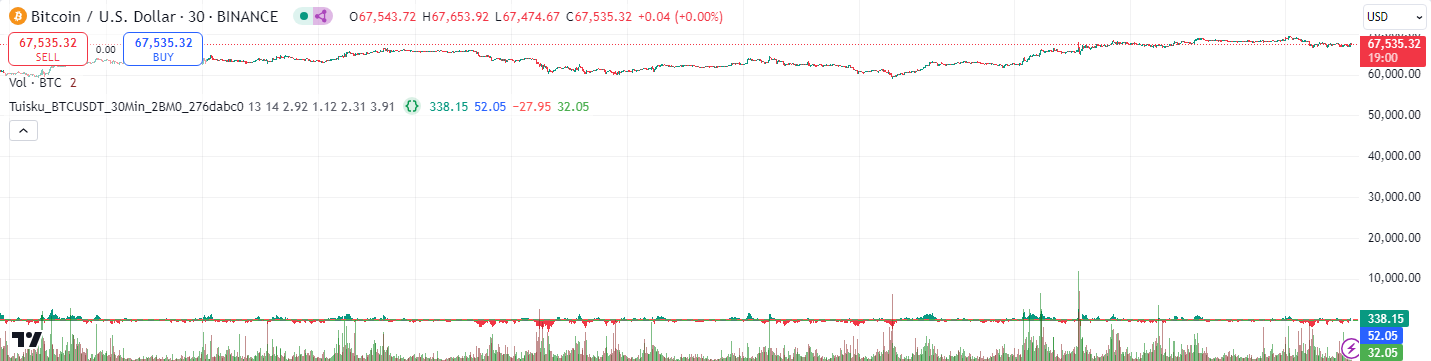 Bitcoin / U.S. Dollar · 30 · BINANCE O67,543.72 H67,653.92 L67,474.67 C67,535.32 +0.04 (+0.00%)
USD
67,535.32 SELL
0.00
67,535.32 BUY
67,535.32
19:00
60,000.00
Vol · BTC 2
Tuisku_BTCUSDT_30Min_2BM0_276dabc0 13 14 2.92 1.12 2.31 3.91 {} 338.15 52.05 −27.95 32.05
50,000.00
40,000.00
30,000.00
20,000.00
10,000.00
338.15
52.05
32.05